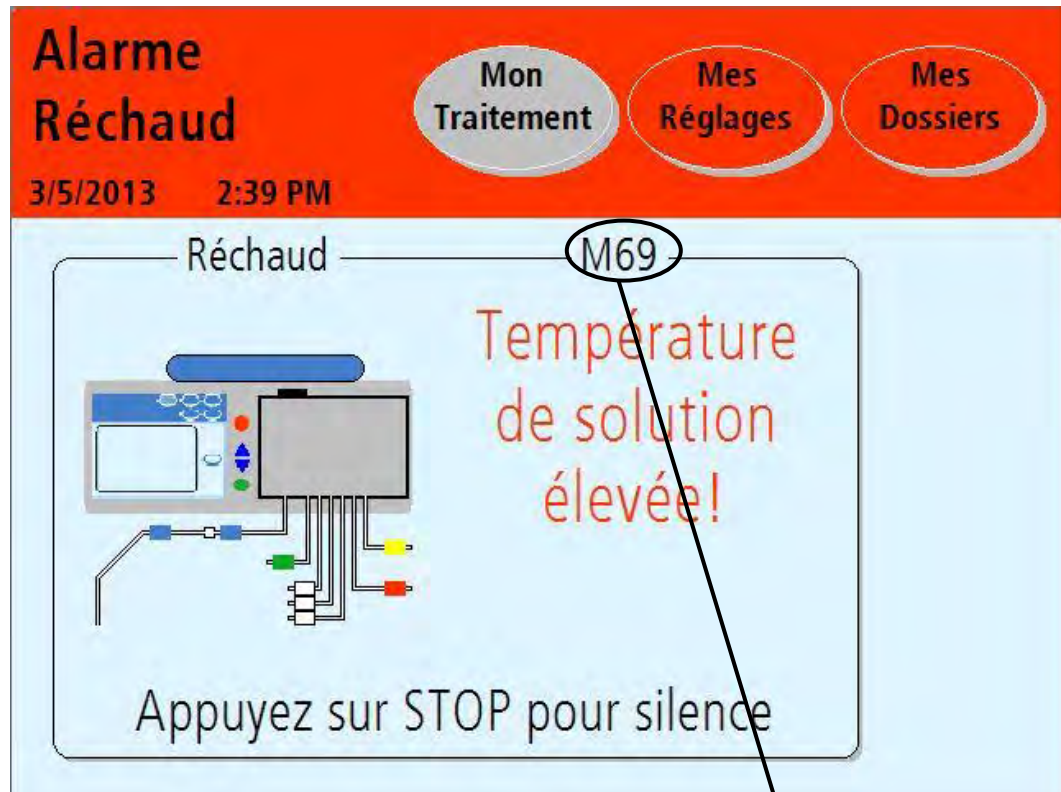 Alarme
Réchaud
3/5/2013 2:39 PM
Mon
Traitement
Mes
Réglages
Mes
Dossiers
Réchaud M69
Température
de solution
élevée!
Appuyez sur STOP pour silence